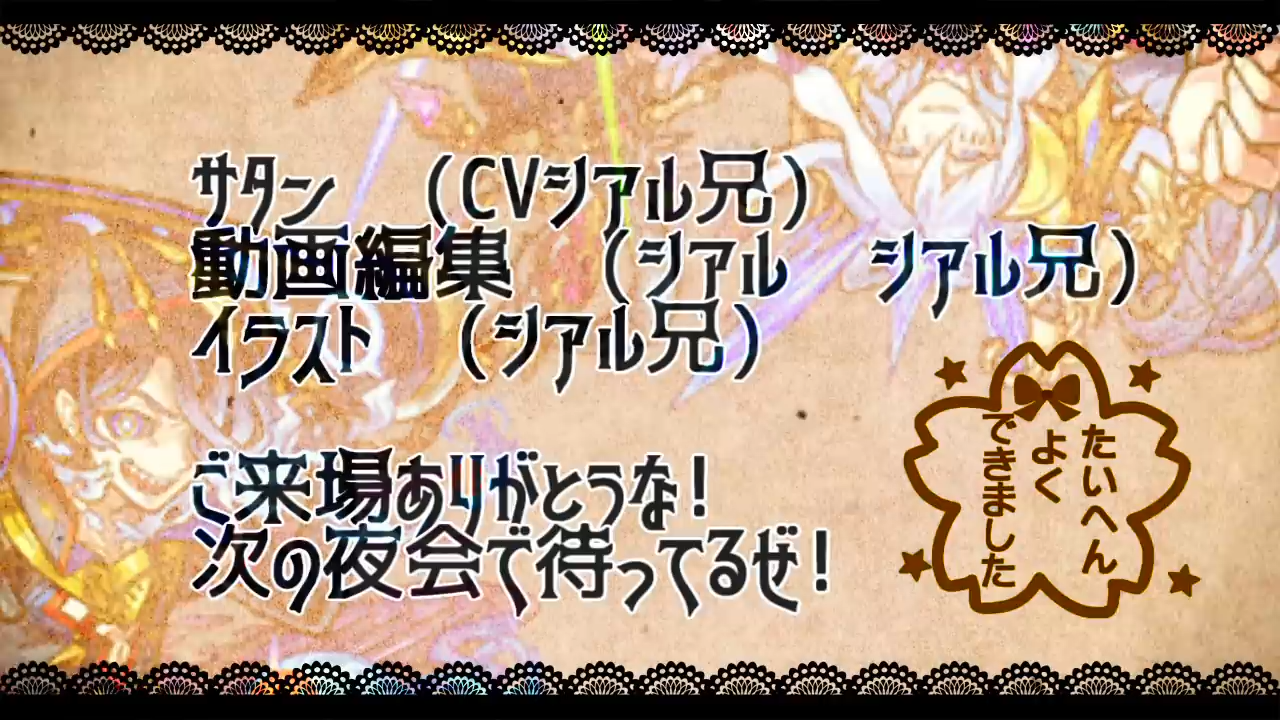 サタン　（CVシアル兄）
動画編集　（シアル　シアル兄）
イラスト　（シアル兄）
ご来場ありがとうな！
次の夜会で待ってるぜ！
たいへん
よく
できました